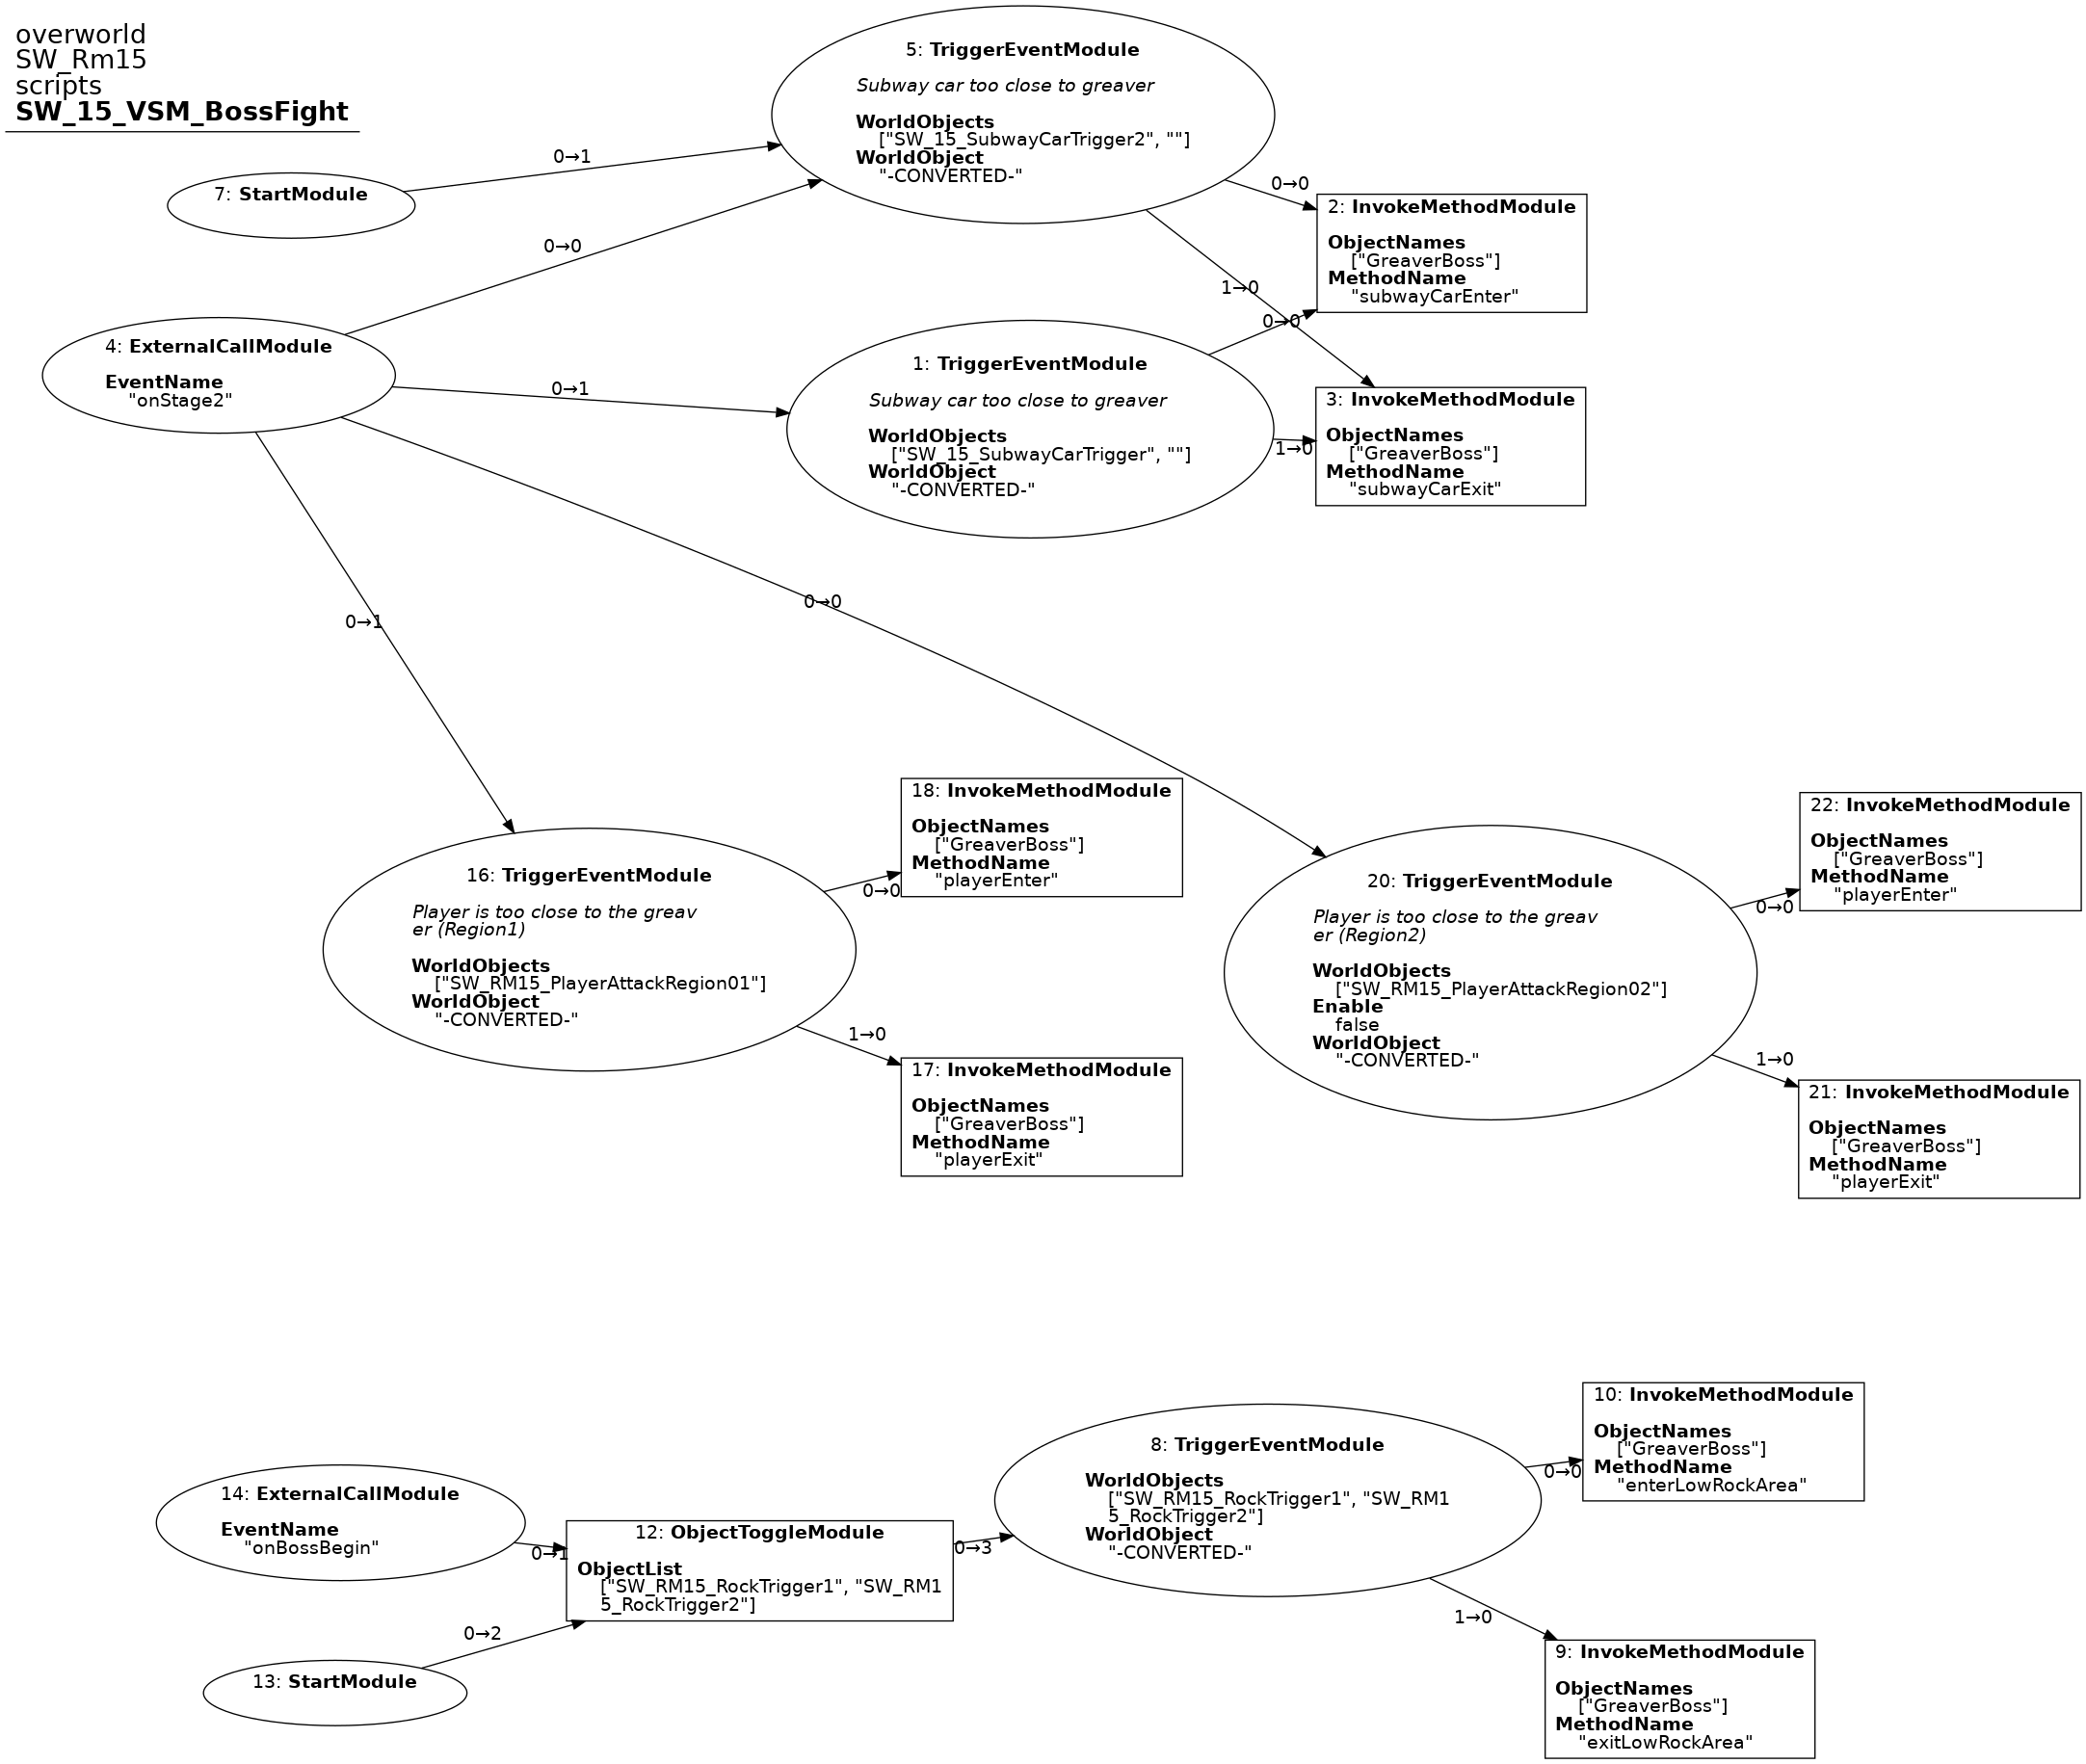 overworld
SW_Rm15
scripts
SW_15_VSM_BossFight
5: TriggerEventModule
Subway car too close to greaver
WorldObjects
["SW_15_SubwayCarTrigger2", ""]
WorldObject
"-CONVERTED-"
0→1
7: StartModule
0→0
2: InvokeMethodModule
ObjectNames
["GreaverBoss"]
MethodName
"subwayCarEnter"
0→0
1→0
0→0
4: ExternalCallModule
EventName
"onStage2"
0→1
1: TriggerEventModule
Subway car too close to greaver
WorldObjects
["SW_15_SubwayCarTrigger", ""]
WorldObject
"-CONVERTED-"
1→0
3: InvokeMethodModule
ObjectNames
["GreaverBoss"]
MethodName
"subwayCarExit"
0→1
0→0
16: TriggerEventModule
Player is too close to the greav
er (Region1)
WorldObjects
["SW_RM15_PlayerAttackRegion01"]
WorldObject
"-CONVERTED-"
0→0
18: InvokeMethodModule
ObjectNames
["GreaverBoss"]
MethodName
"playerEnter"
1→0
17: InvokeMethodModule
ObjectNames
["GreaverBoss"]
MethodName
"playerExit"
20: TriggerEventModule
Player is too close to the greav
er (Region2)
WorldObjects
["SW_RM15_PlayerAttackRegion02"]
Enable
false
WorldObject
"-CONVERTED-"
0→0
22: InvokeMethodModule
ObjectNames
["GreaverBoss"]
MethodName
"playerEnter"
1→0
21: InvokeMethodModule
ObjectNames
["GreaverBoss"]
MethodName
"playerExit"
14: ExternalCallModule
EventName
"onBossBegin"
0→1
12: ObjectToggleModule
ObjectList
["SW_RM15_RockTrigger1", "SW_RM1
5_RockTrigger2"]
0→2
13: StartModule
0→3
8: TriggerEventModule
WorldObjects
["SW_RM15_RockTrigger1", "SW_RM1
5_RockTrigger2"]
WorldObject
"-CONVERTED-"
0→0
10: InvokeMethodModule
ObjectNames
["GreaverBoss"]
MethodName
"enterLowRockArea"
1→0
9: InvokeMethodModule
ObjectNames
["GreaverBoss"]
MethodName
"exitLowRockArea"